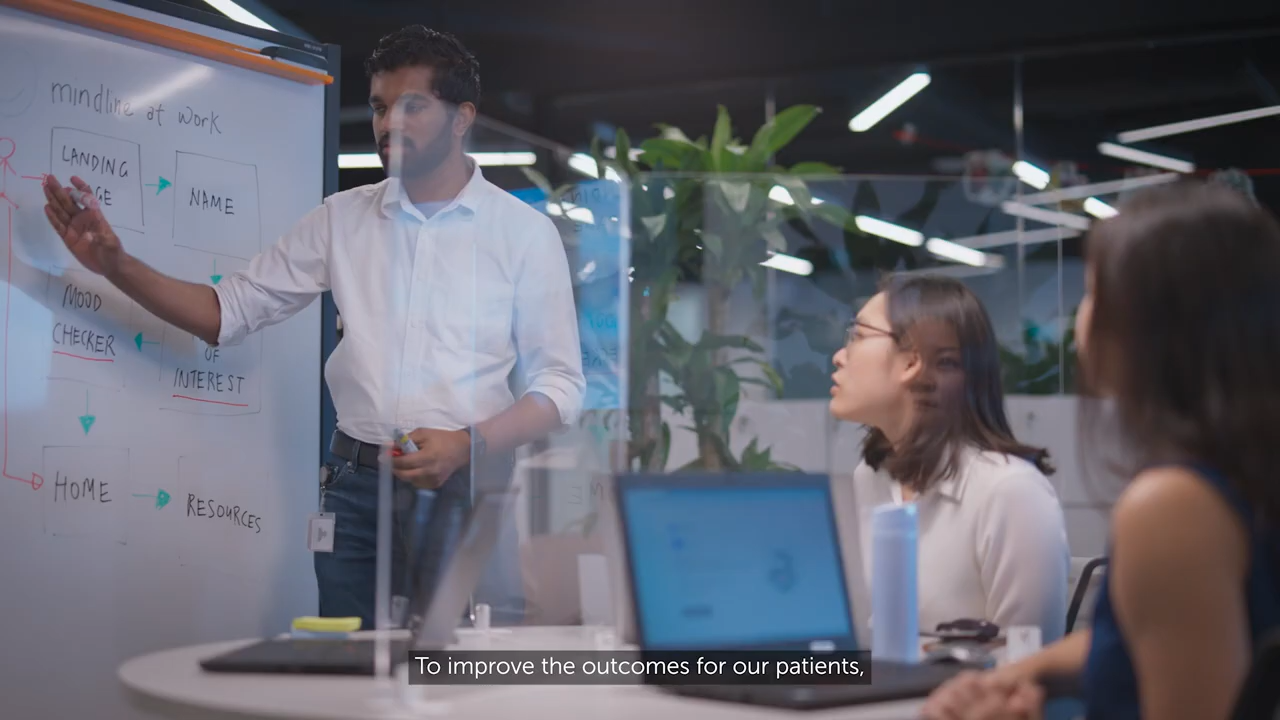 mindline at work
LANDING
NAME
MOOD
CHECKER
OF
INTEREST
HOME
RESOURCES
To improve the outcomes for our patients,